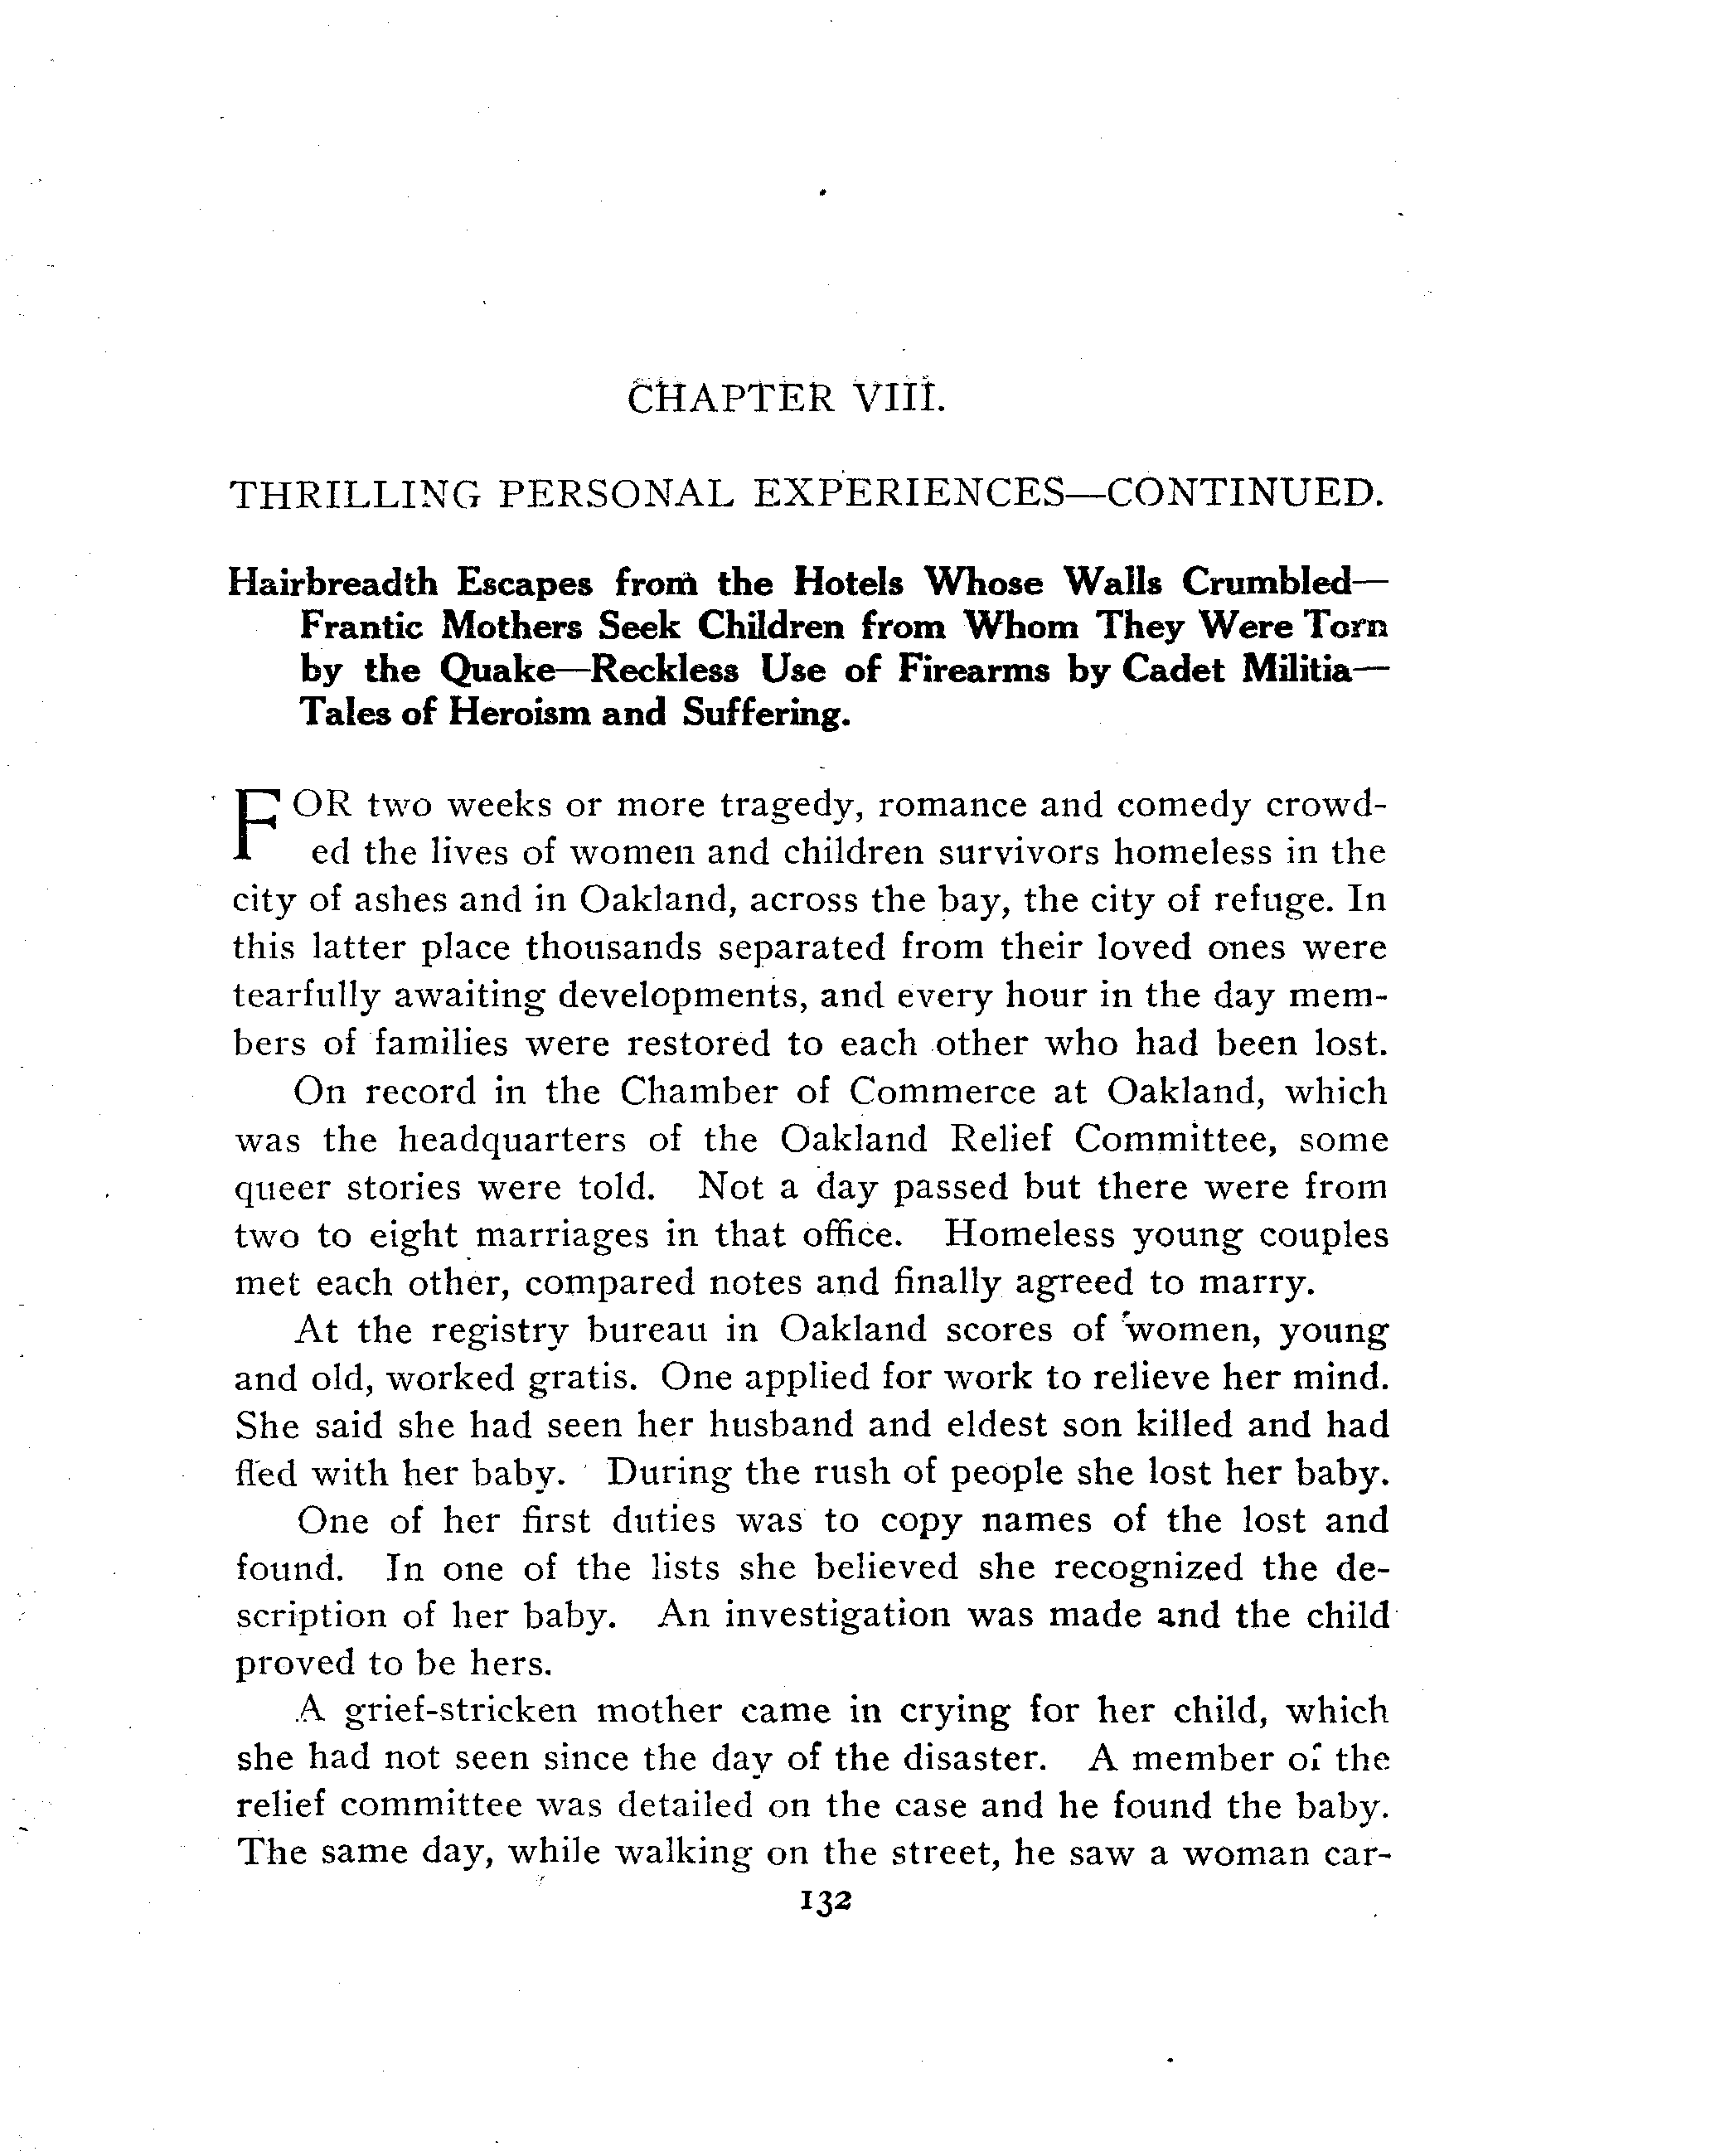 CHAPTER VIII.
THRILLING PERSONAL EXPERIENCES—CONTINUED.
Hairbreadth Escapes from the Hotels Whose Walls Crumbled—
Frantic Mothers Seek Children from Whom They Were Torn
by the Quake—Reckless Use of Firearms by Cadet Militia—
Tales of Heroism and Suffering.
FOR two weeks or more tragedy, romance and comedy crowd-
ed the lives of women and children survivors homeless in the
city of ashes and in Oakland, across the bay, the city of refuge. In
this latter place thousands separated from their loved ones were
tearfully awaiting developments, and every hour in the day mem-
bers of families were restored to each other who had been lost.
On record in the Chamber of Commerce at Oakland, which
was the headquarters of the Oakland Relief Committee, some
queer stories were told. Not a day passed but there were from
two to eight marriages in that office. Homeless young couples
met each other, compared notes and finally agreed to marry.
At the registry bureau in Oakland scores of women, young
and old, worked gratis. One applied for work to relieve her mind.
She said she had seen her husband and eldest son killed and had
fled with her baby. During the rush of people she lost her baby.
One of her first duties was to copy names of the lost and
found. In one of the lists she believed she recognized the de-
scription of her baby. An investigation was made and the child
proved to be hers.
A grief-stricken mother came in crying for her child, which
she had not seen since the day of the disaster. A member of the
relief committee was detailed on the case and he found the baby.
The same day, while walking on the street, he saw a woman car-
132